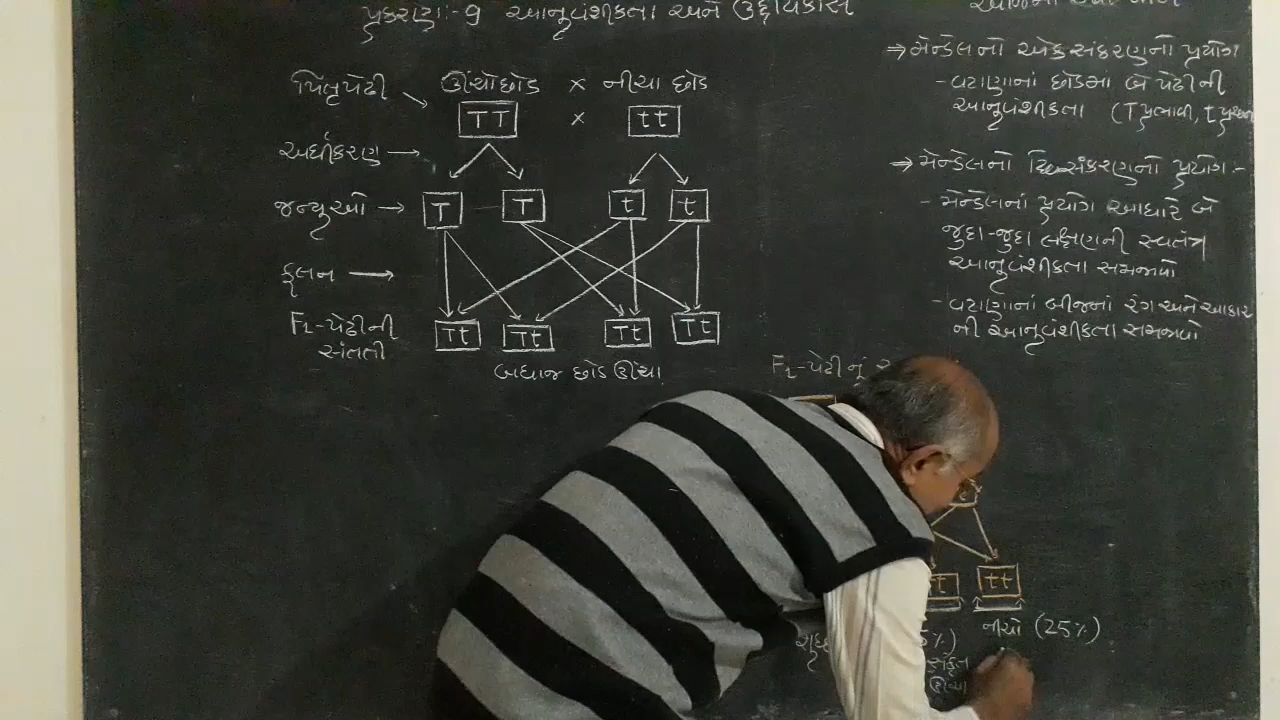 પ્રકરણ:-9 આનુવંશીકતા અને ઉદ્દવિકાસ
પિતૃપેઢી ઊંચોછોડ × નીચા છોડ
TT × tt
અર્ધીકરણ →
જન્યુઓ → T T t t
ફલન →
F1-પેઢીની Tt Tt Tt Tt
સંતતી
બધાજ છોડ ઊંચા
⇒ મેન્ડેલનો એકસંકરણનો પ્રયોગ
- વટાણાનાં છોડમાં બે પેઢીની
આનુવંશીકતા (T પ્રભાવી, t
⇒ મેન્ડેલનો દ્વિસંકરણનો પ્રયોગ :-
- મેન્ડેલનાં પ્રયોગ આધારે બે
જુદા-જુદા લક્ષણની સ્વતંત્ર
આનુવંશીકતા સમજાવો
- વટાણાનાં બીજનાં રંગ અને આકાર
ની આનુવંશીકતા સમજાવો
F2-પેઢીનું
tt
નીચો (25%)